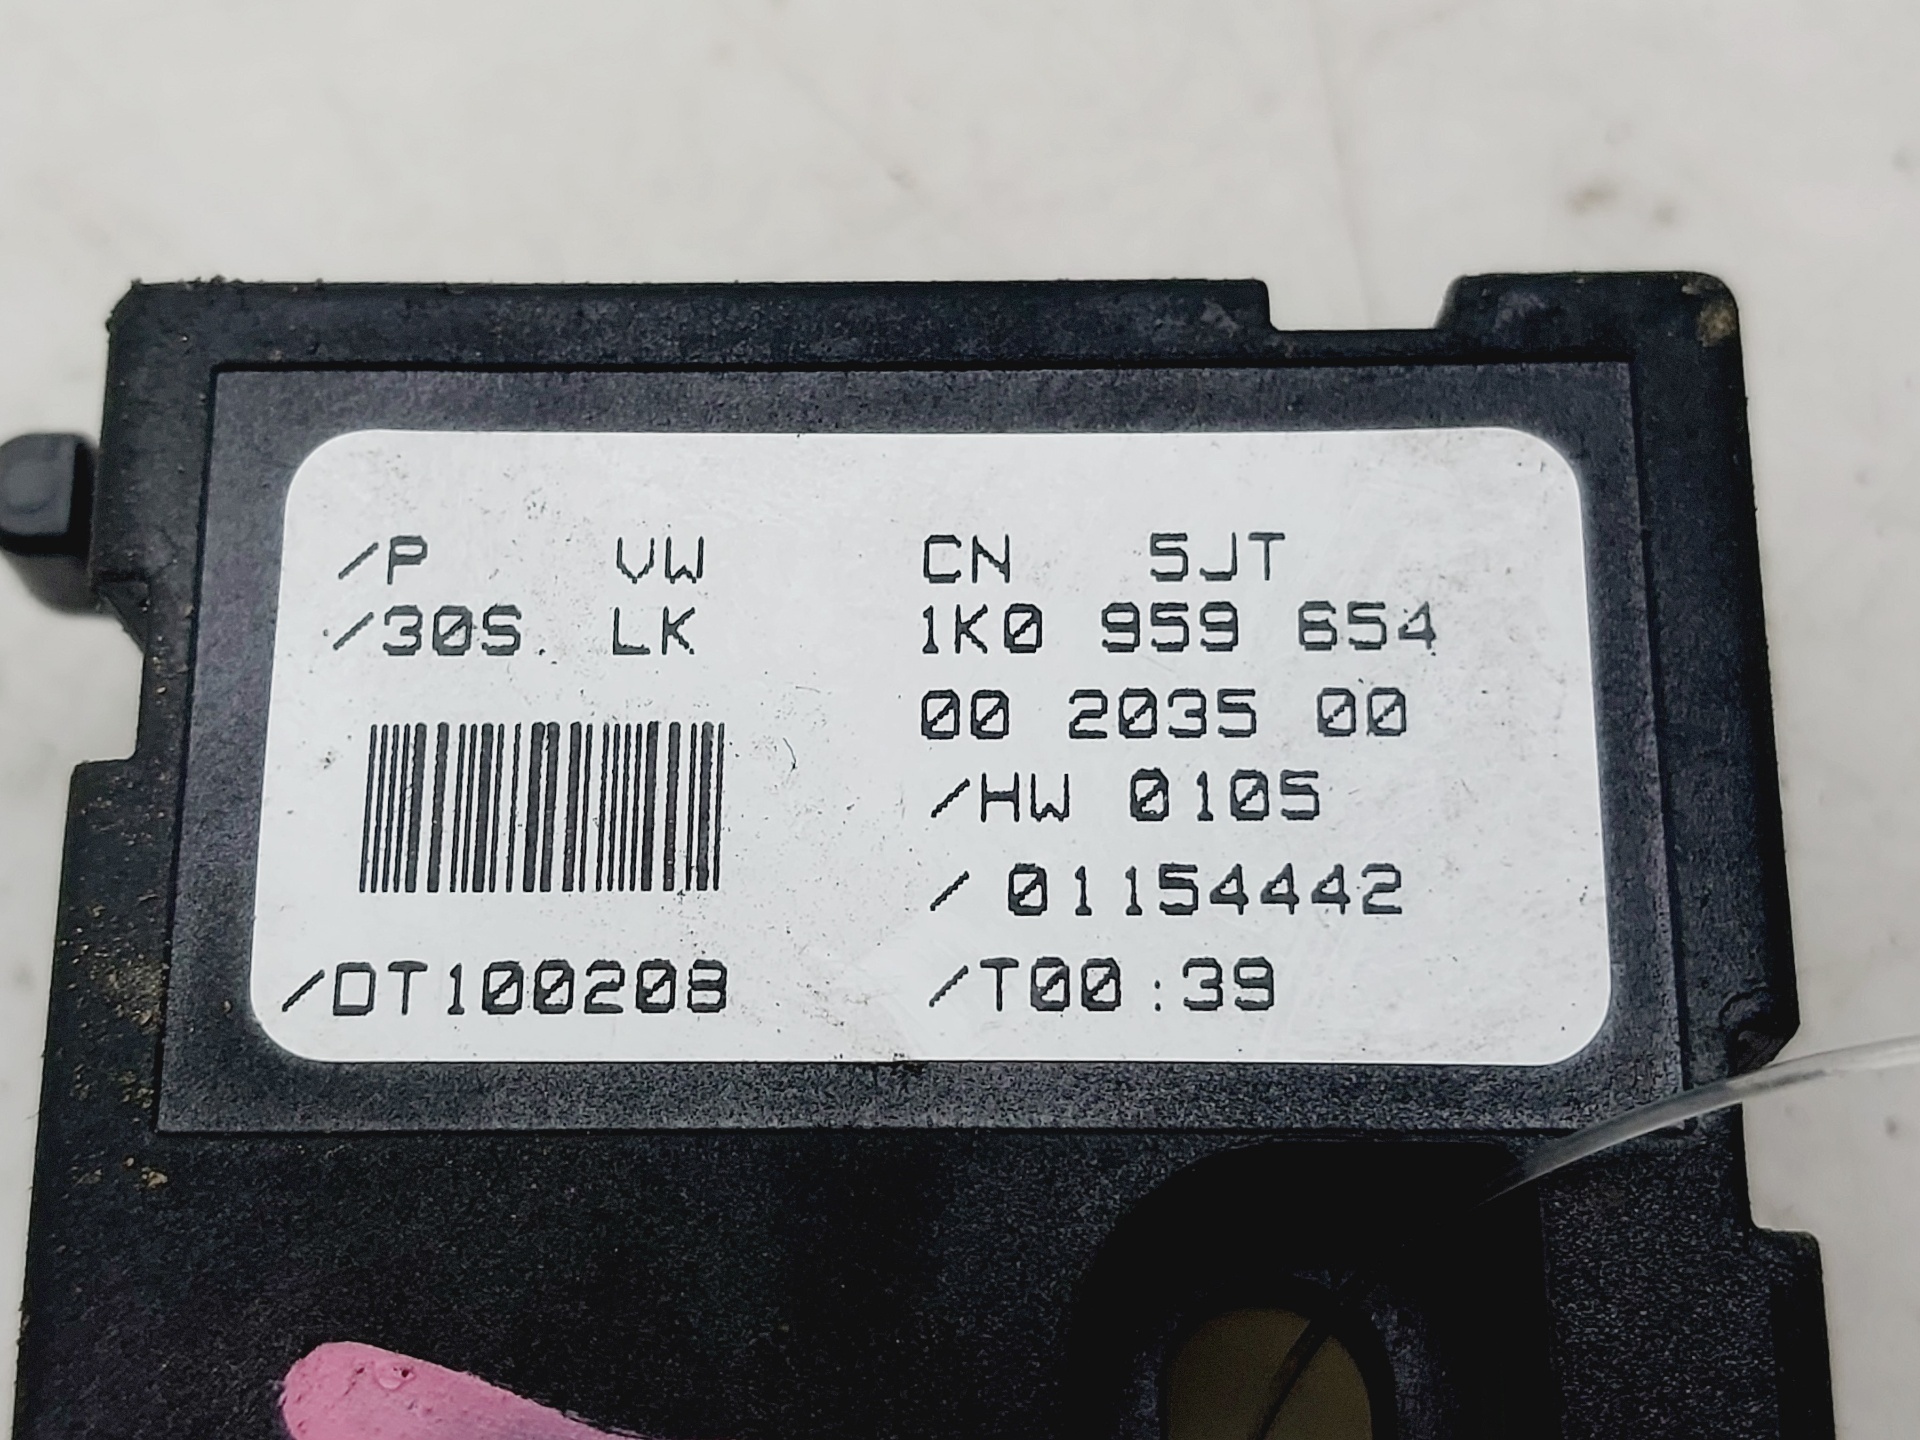 /P VW CN 5JT
/30S LK 1K0 959 654
00 2035 00
/HW 0105
/ 01154442
/DT100208 /T00:39